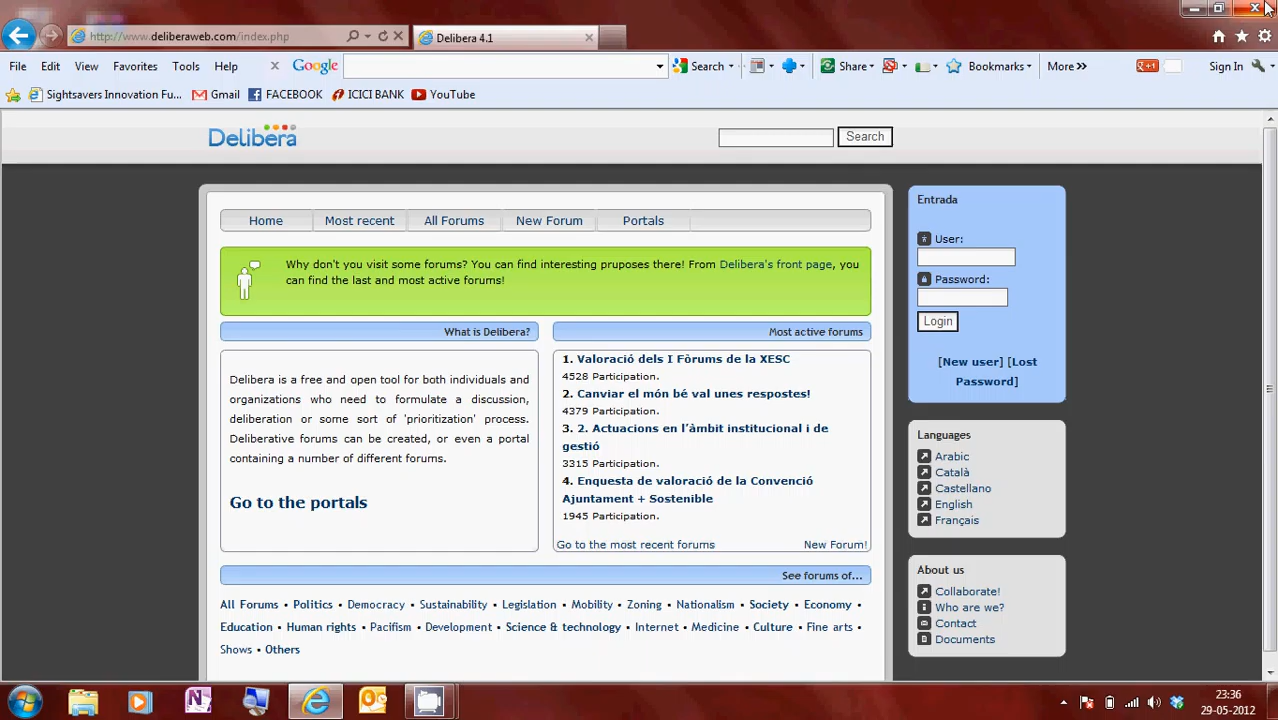 http://www.deliberaweb.com/index.php
Delibera 4.1
File Edit View Favorites Tools Help
Google Search Share Bookmarks More >> +1 Sign In
Sightsavers Innovation Fu... Gmail FACEBOOK ICICI BANK YouTube
Delibera
Search
Home Most recent All Forums New Forum Portals
Why don't you visit some forums? You can find interesting pruposes there! From Delibera's front page, you
can find the last and most active forums!
What is Delibera?
Delibera is a free and open tool for both individuals and
organizations who need to formulate a discussion,
deliberation or some sort of 'prioritization' process.
Deliberative forums can be created, or even a portal
containing a number of different forums.
Go to the portals
Most active forums
1. Valoració dels I Fòrums de la XESC
4528 Participation.
2. Canviar el món bé val unes respostes!
4379 Participation.
3. 2. Actuacions en l'àmbit institucional i de
gestió
3315 Participation.
4. Enquesta de valoració de la Convenció
Ajuntament + Sostenible
1945 Participation.
Go to the most recent forums New Forum!
See forums of...
All Forums • Politics • Democracy • Sustainability • Legislation • Mobility • Zoning • Nationalism • Society • Economy •
Education • Human rights • Pacifism • Development • Science & technology • Internet • Medicine • Culture • Fine arts •
Shows • Others
Entrada
User:
Password:
Login
[New user] [Lost
Password]
Languages
Arabic
Català
Castellano
English
Français
About us
Collaborate!
Who are we?
Contact
Documents
23:36
29-05-2012